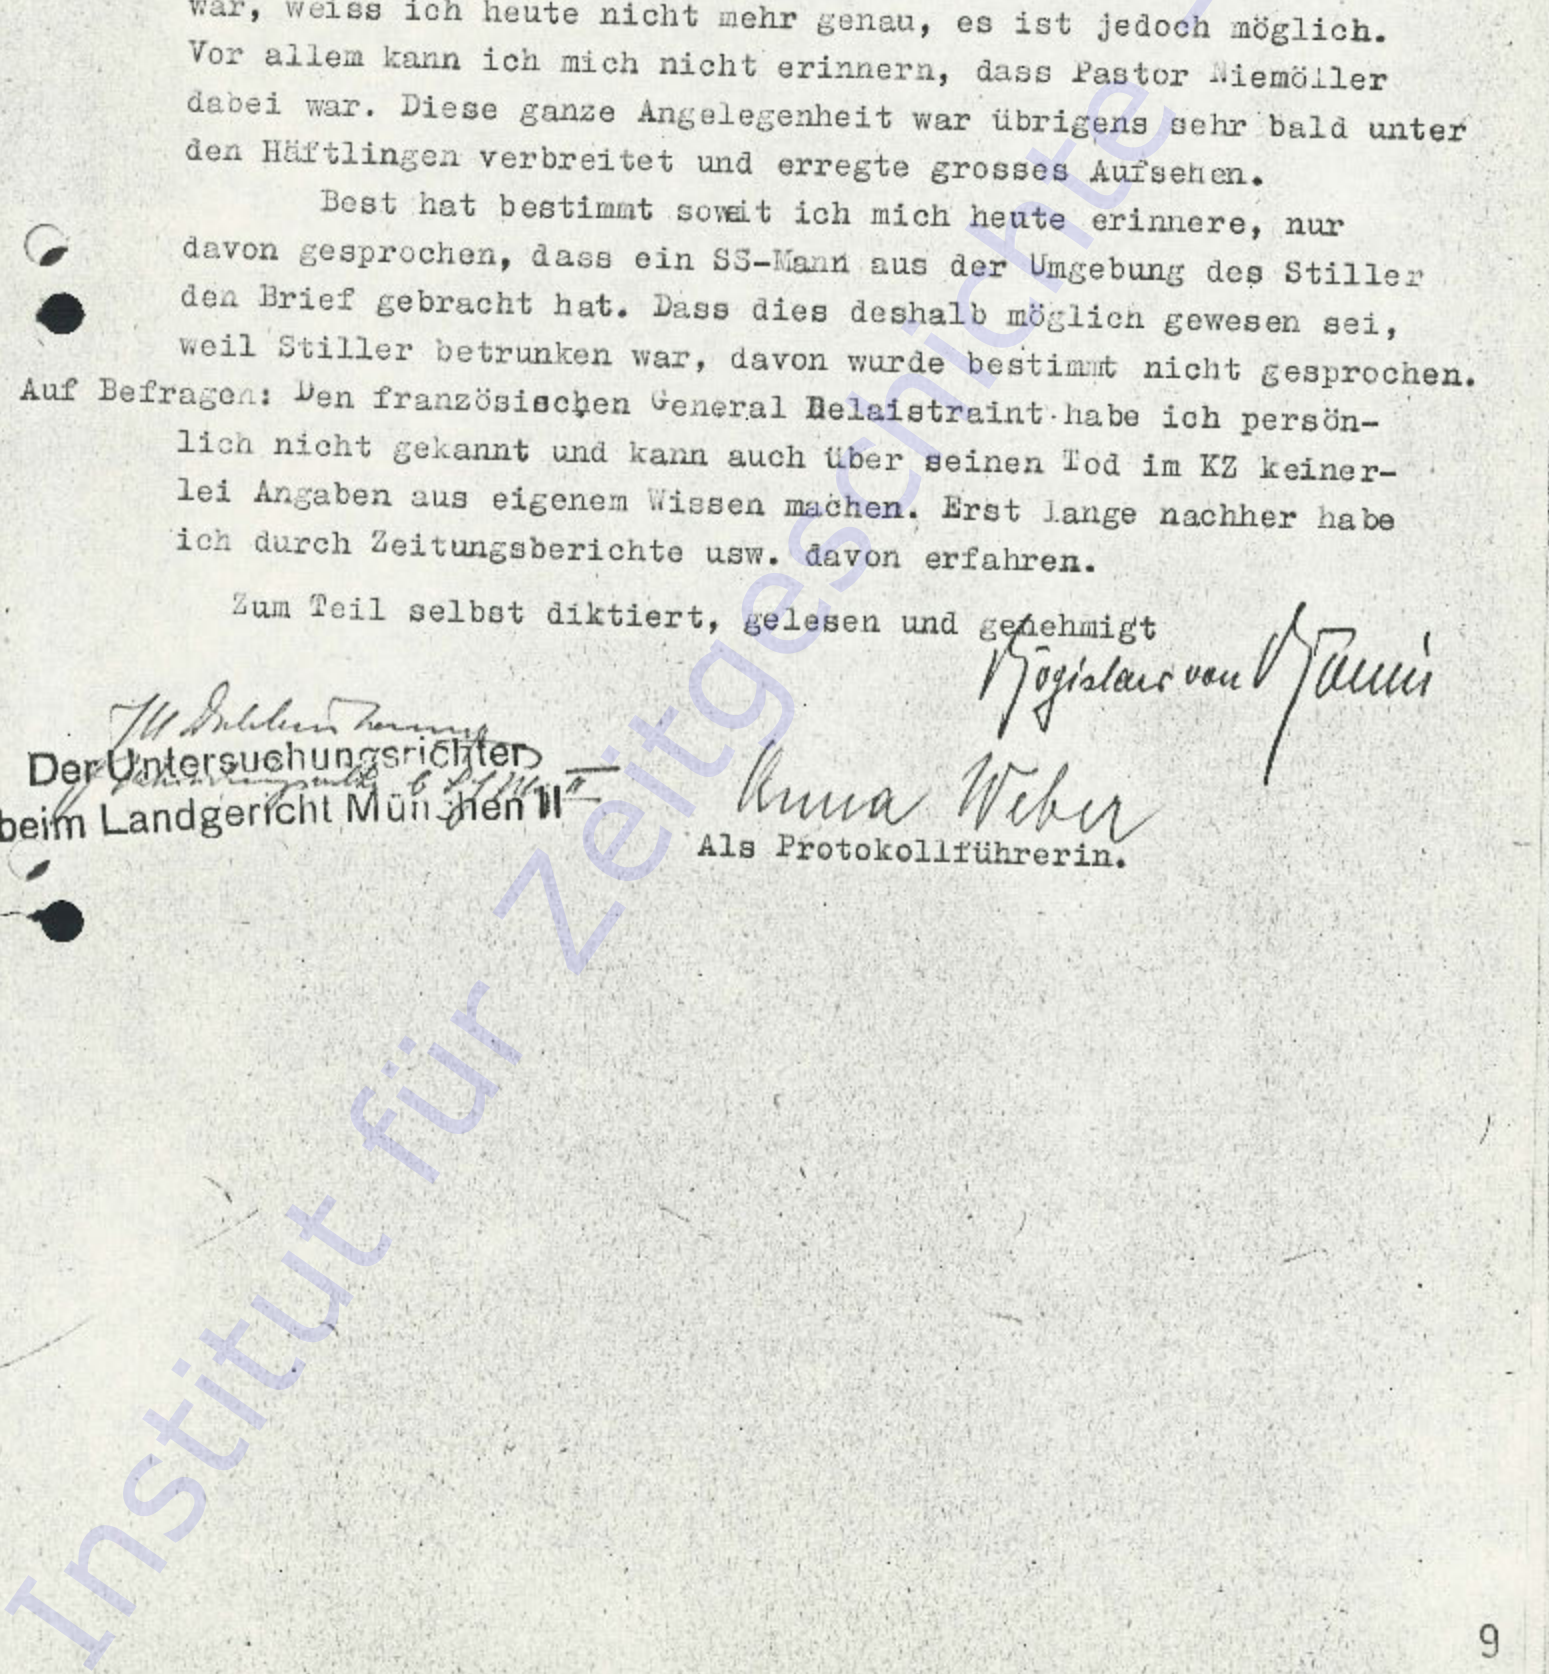 war, weiss ich heute nicht mehr genau, es ist jedoch möglich.
Vor allem kann ich mich nicht erinnern, dass Pastor Niemöller
dabei war. Diese ganze Angelegenheit war übrigens sehr bald unter
den Häftlingen verbreitet und erregte grosses Aufsehen.
Best hat bestimmt soweit ich mich heute erinnere, nur
davon gesprochen, dass ein SS-Mann aus der Umgebung des Stiller
den Brief gebracht hat. Dass dies deshalb möglich gewesen sei,
weil Stiller betrunken war, davon wurde bestimmt nicht gesprochen.
Auf Befragen: Den französischen General Delaistraint habe ich persön-
lich nicht gekannt und kann auch über seinen Tod im KZ keiner-
lei Angaben aus eigenem Wissen machen. Erst lange nachher habe
ich durch Zeitungsberichte usw. davon erfahren.
Zum Teil selbst diktiert, gelesen und genehmigt
Bogislaw von Bonin
Der Untersuchungsrichter
beim Landgericht München II
Anna Weber
Als Protokollführerin.
Institut für Zeitgeschichte -
9